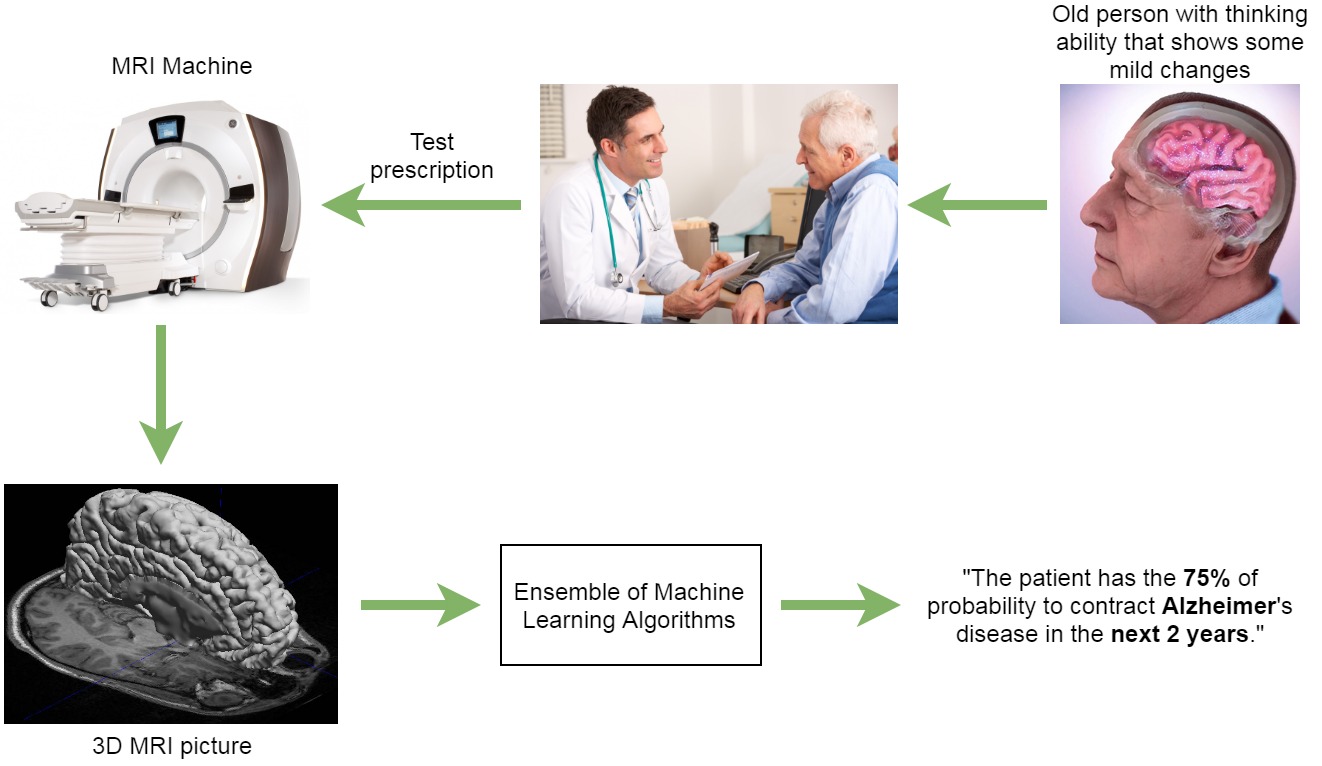 Old person with thinking
ability that shows some
mild changes
MRI Machine
Test
prescription
3D MRI picture
Ensemble of Machine
Learning Algorithms
"The patient has the 75% of
probability to contract Alzheimer's
disease in the next 2 years."